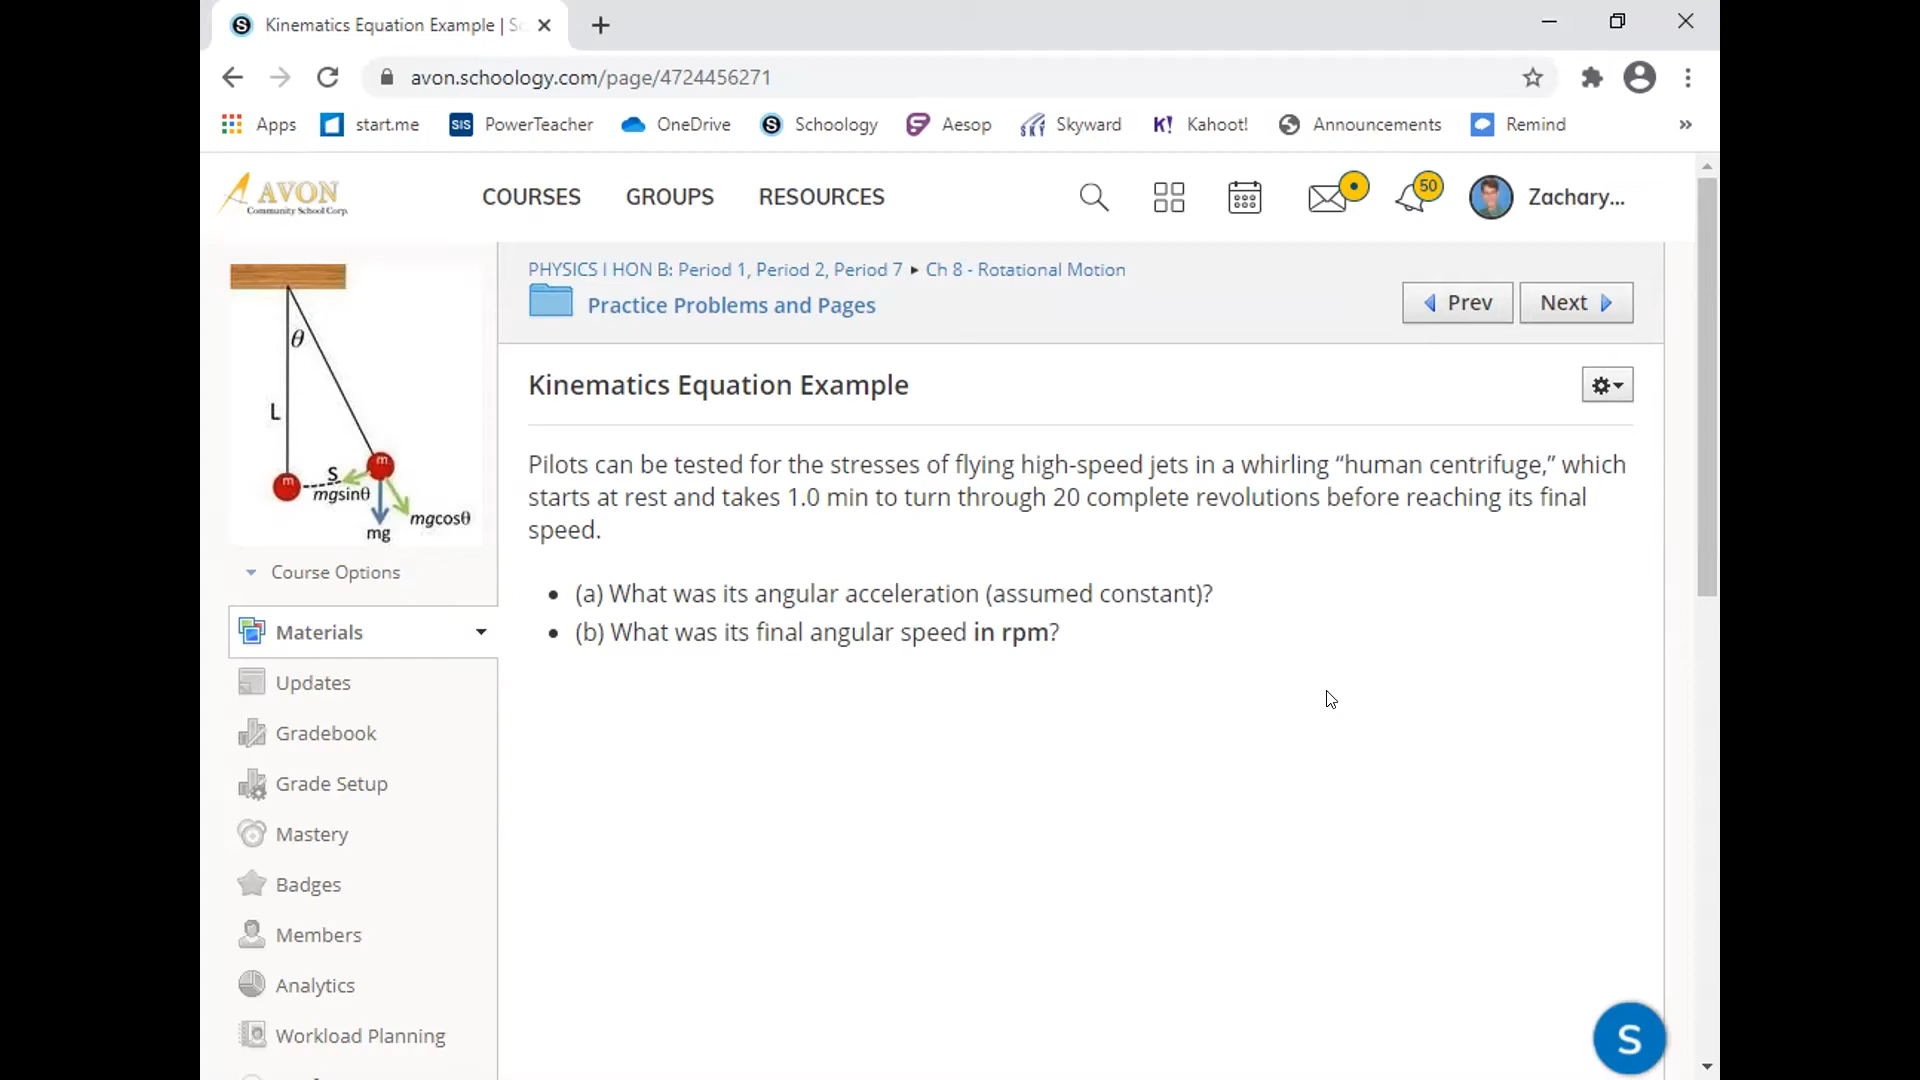 Kinematics Equation Example | S
avon.schoology.com/page/4724456271
Apps start.me SIS PowerTeacher OneDrive S Schoology Aesop Skyward K! Kahoot! Announcements Remind »
AVON
Community School Corp.
COURSES GROUPS RESOURCES 50 Zachary...
θ
L
m
m
S
mgsinθ
mgcosθ
mg
Course Options
Materials
Updates
Gradebook
Grade Setup
Mastery
Badges
Members
Analytics
Workload Planning
PHYSICS I HON B: Period 1, Period 2, Period 7 ▸ Ch 8 - Rotational Motion
Practice Problems and Pages
Prev Next
Kinematics Equation Example
Pilots can be tested for the stresses of flying high-speed jets in a whirling “human centrifuge,” which
starts at rest and takes 1.0 min to turn through 20 complete revolutions before reaching its final
speed.
• (a) What was its angular acceleration (assumed constant)?
• (b) What was its final angular speed in rpm?
S